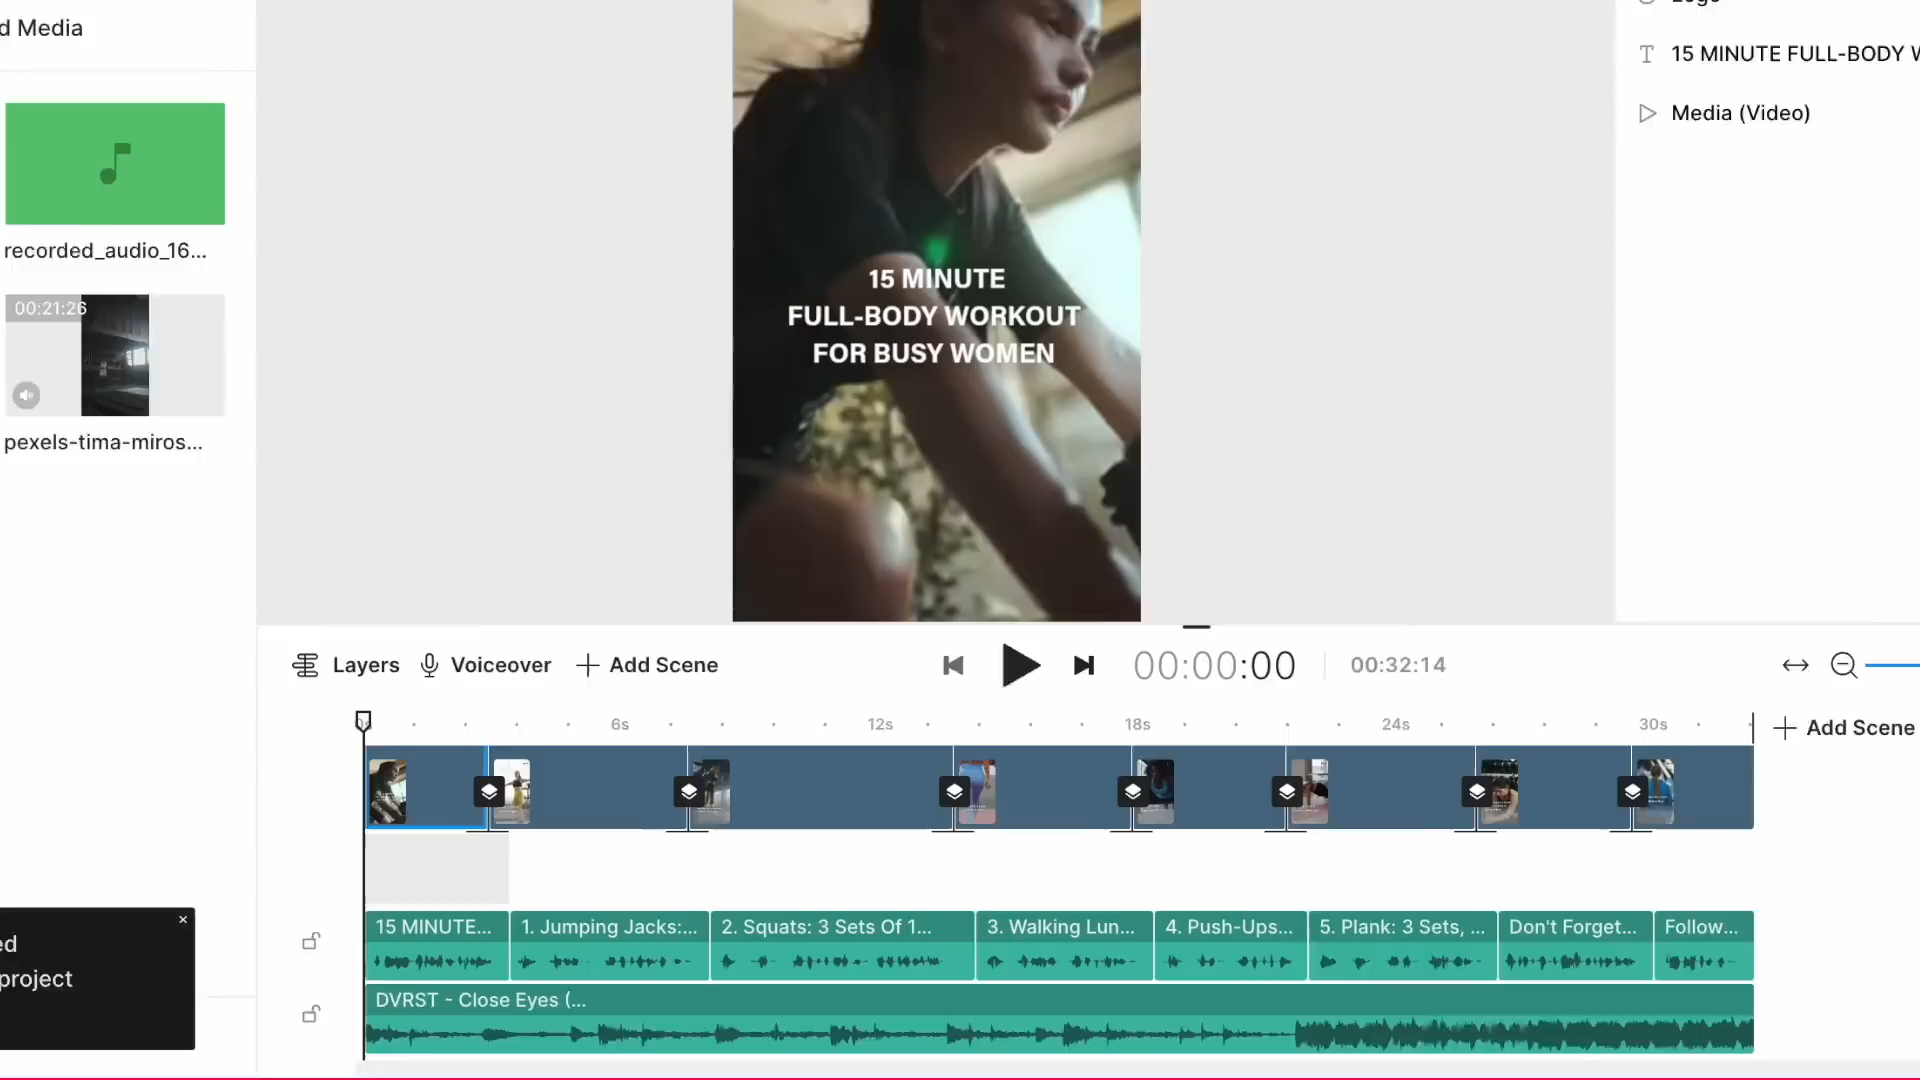 d Media
recorded_audio_16...
00:21:26
pexels-tima-miros...
ed
project
15 MINUTE
FULL-BODY WORKOUT
FOR BUSY WOMEN
Logo
15 MINUTE FULL-BODY W
Media (Video)
Layers
Voiceover
Add Scene
00:00:00
00:32:14
6s
12s
18s
24s
30s
Add Scene
15 MINUTE...
1. Jumping Jacks:...
2. Squats: 3 Sets Of 1...
3. Walking Lun...
4. Push-Ups...
5. Plank: 3 Sets, ...
Don't Forget...
Follow...
DVRST - Close Eyes (...